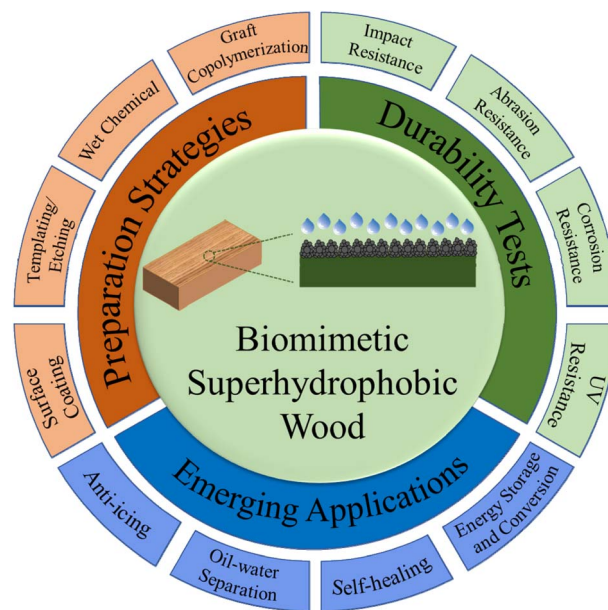 Graft
Copolymerization
Impact
Resistance
Wet Chemical
Abrasion
Resistance
Preparation Strategies
Durability Tests
Templating/
Etching
Corrosion
Resistance
Biomimetic
Superhydrophobic
Wood
Surface
Coating
UV
Resistance
Emerging Applications
Anti-icing
Oil-water
Separation
Self-healing
Energy Storage
and Conversion